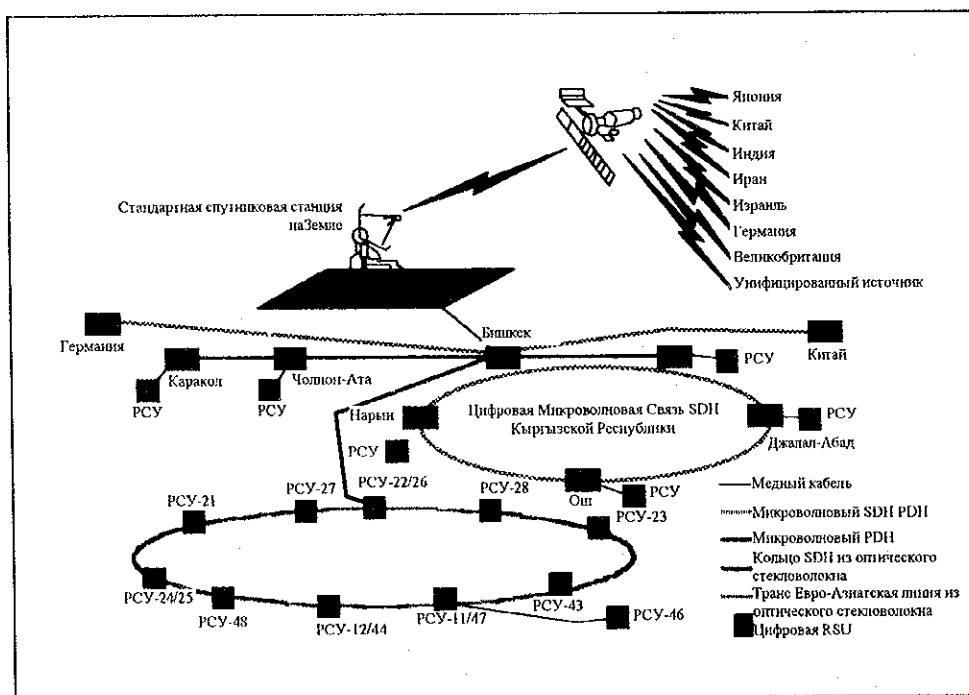 Япония
Китай
Индия
Иран
Израиль
Германия
Великобритания
Унифицированный источник
Стандартная спутниковая станция
наЗемле
Бишкек
Германия
Китай
Каракол
Чолпон-Ата
РСУ
РСУ
РСУ
Нарын
Цифровая Микроволновая Связь SDH
Кыргызской Республики
РСУ
Джалал-Абад
РСУ
Ош
РСУ
РСУ-21
РСУ-27
РСУ-22/26
РСУ-28
РСУ-23
РСУ-24/25
РСУ-48
РСУ-12/44
РСУ-11/47
РСУ-43
РСУ-46
Медный кабель
Микроволновый SDH PDH
Микроволновый PDH
Кольцо SDH из оптического
стекловолокна
Транс Евро-Азиатская линия из
оптического стекловолокна
Цифровая RSU